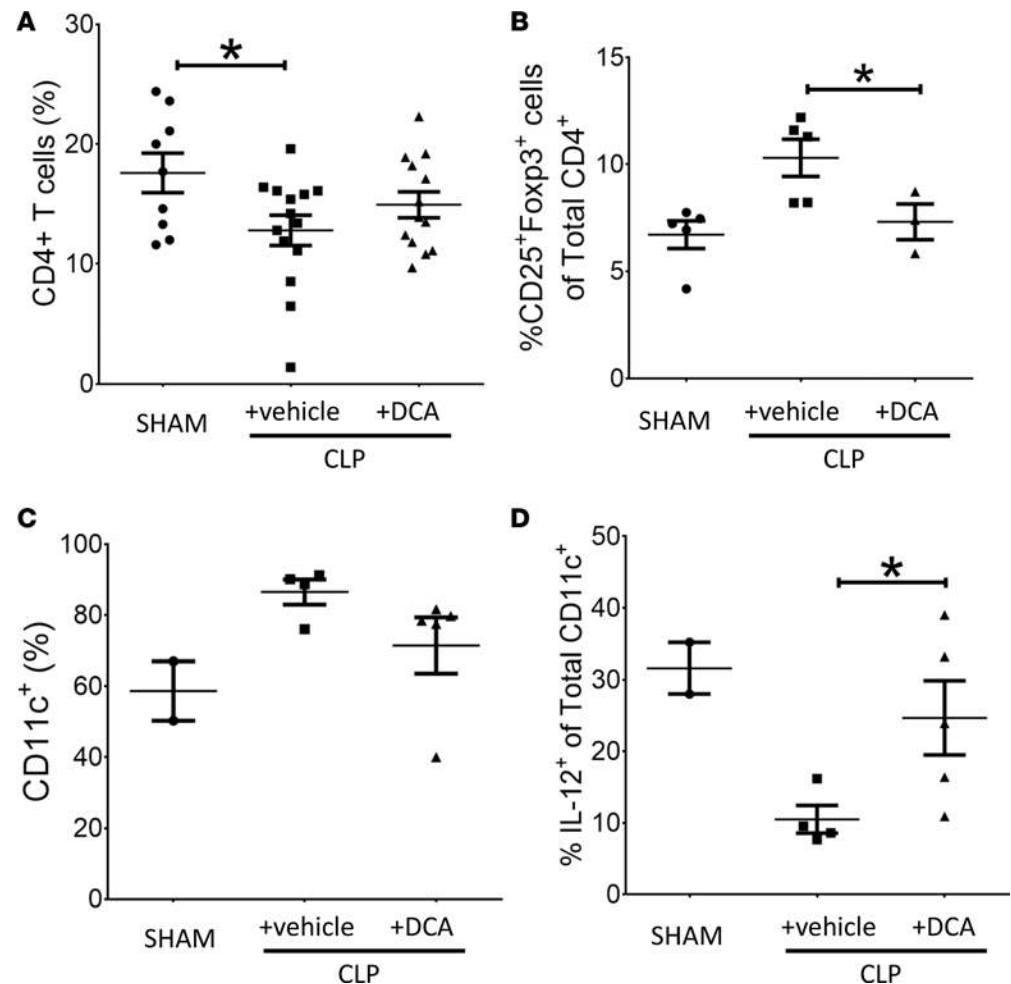 A
CD4+ T cells (%)
30
20
10
0
*
SHAM
+vehicle
+DCA
CLP
B
%CD25⁺Foxp3⁺ cells
of Total CD4⁺
15
10
5
0
*
SHAM
+vehicle
+DCA
CLP
C
CD11c⁺ (%)
100
80
60
40
20
0
SHAM
+vehicle
+DCA
CLP
D
% IL-12⁺ of Total CD11c⁺
50
40
30
20
10
0
*
SHAM
+vehicle
+DCA
CLP